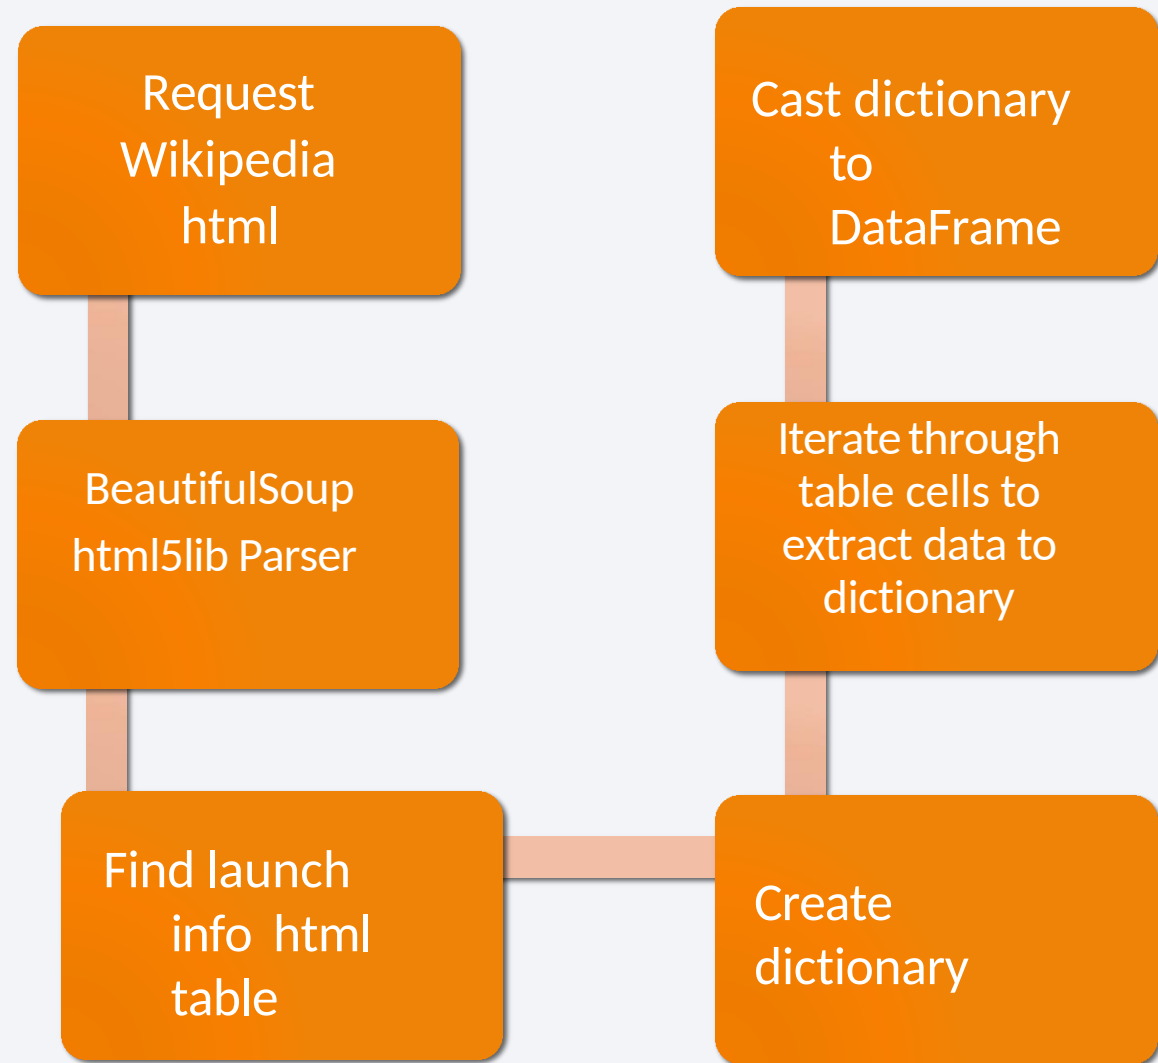 Request
Wikipedia
html
BeautifulSoup
html5lib Parser
Find launch
info html
table
Create
dictionary
Iterate through
table cells to
extract data to
dictionary
Cast dictionary
to
DataFrame